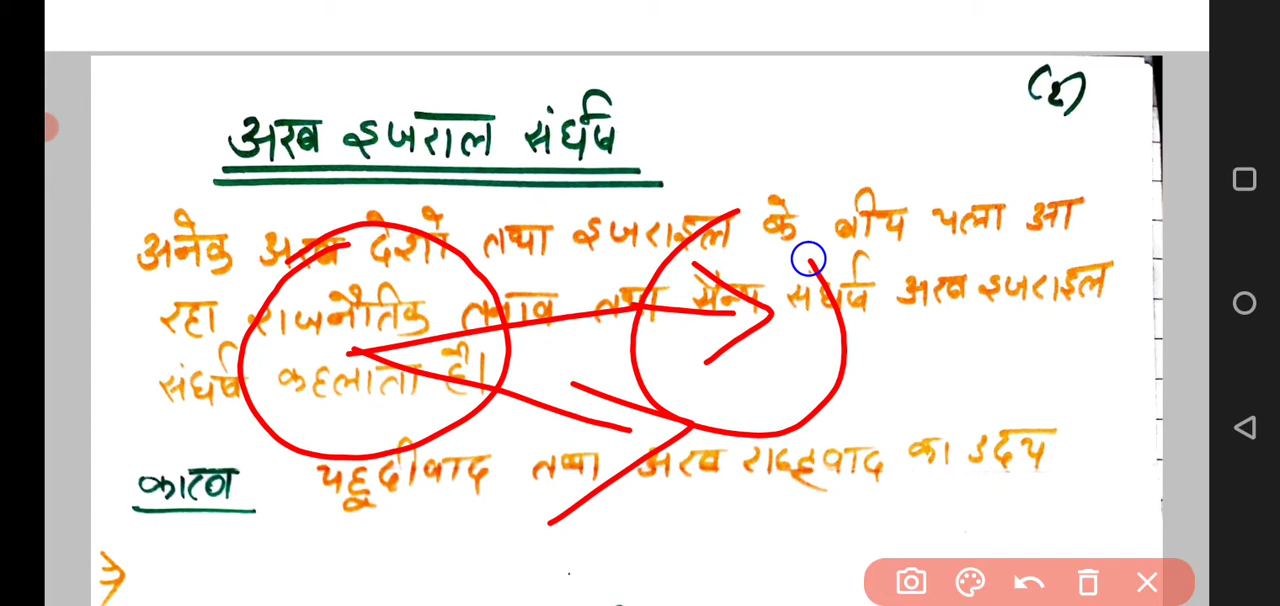 (2)
अरब इजराल संघर्ष
अनेक अरब देशो तथा इजराइल के बीच चला आ
रहा राजनैतिक तनाव तथा सैन्य संघर्ष अरब इजराइल
संघर्ष कहलाता है।
कारण यहूदीवाद तथा अरब राष्ट्रवाद का उदय